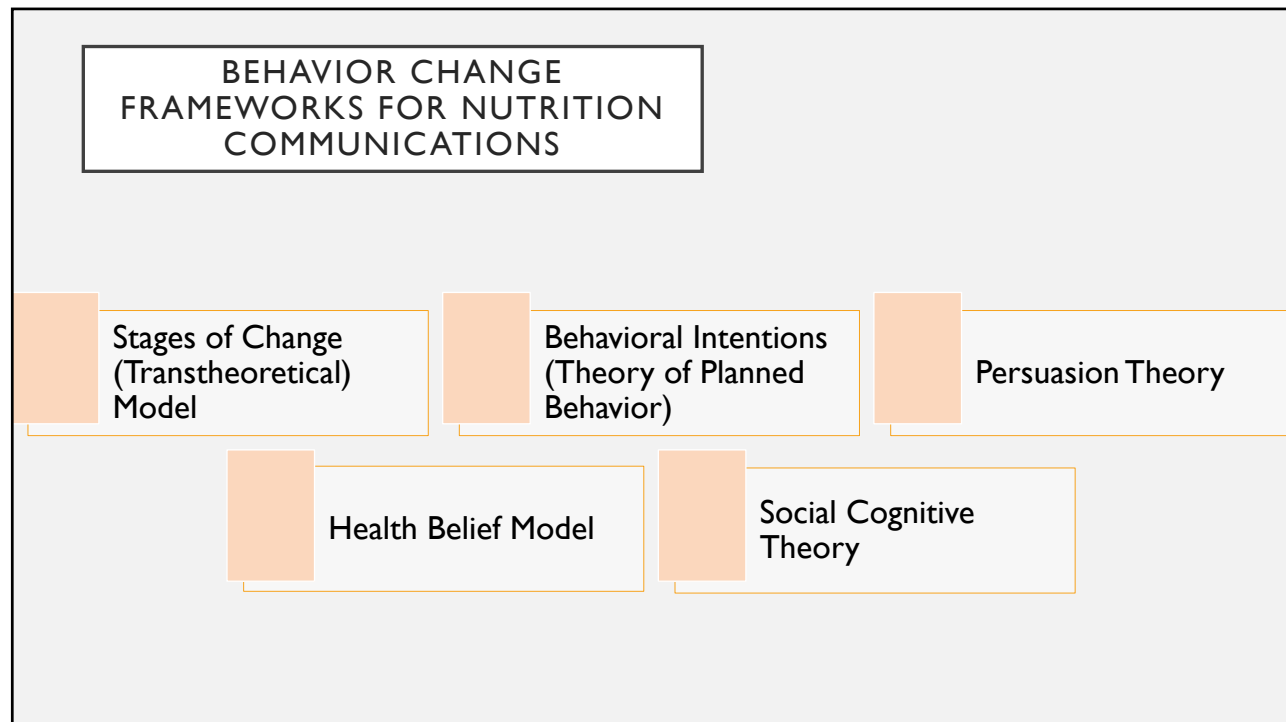 BEHAVIOR CHANGE
FRAMEWORKS FOR NUTRITION
COMMUNICATIONS
Stages of Change
(Transtheoretical)
Model
Behavioral Intentions
(Theory of Planned
Behavior)
Persuasion Theory
Health Belief Model
Social Cognitive
Theory